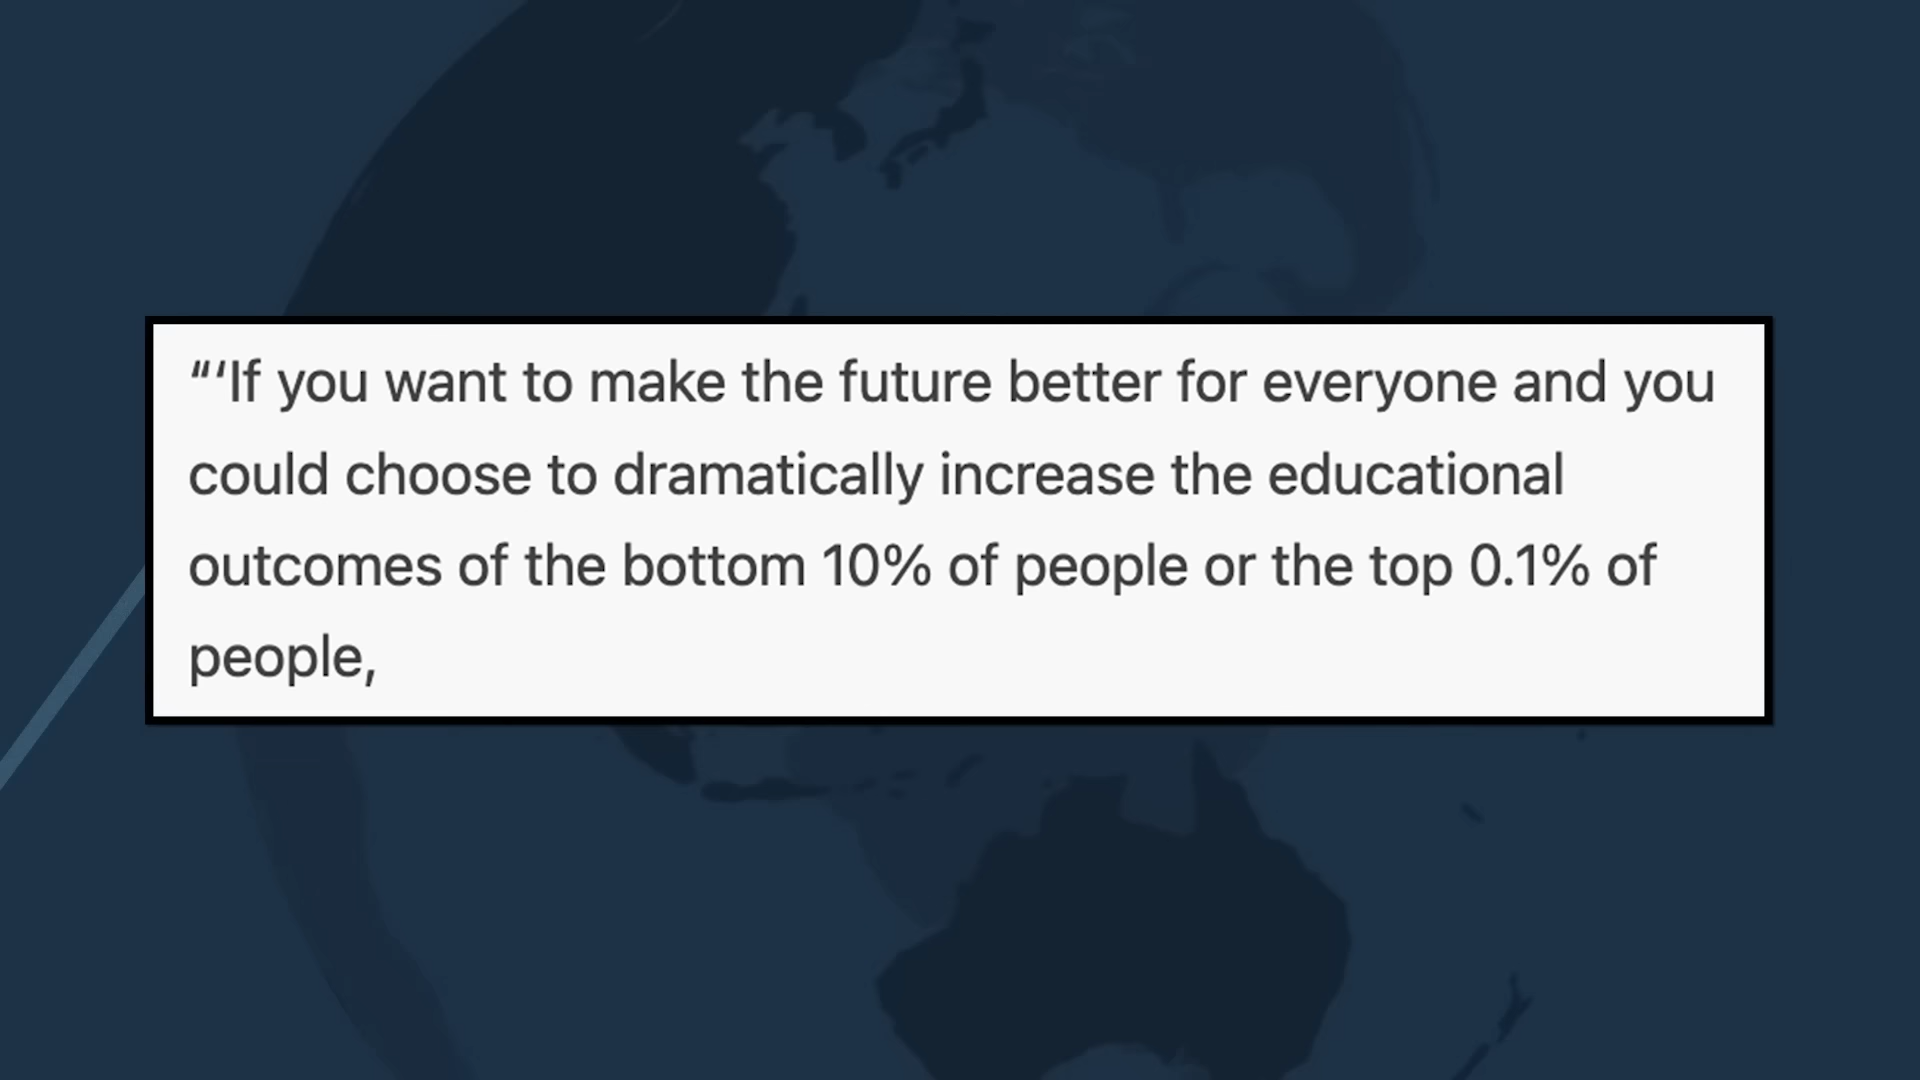 “‘If you want to make the future better for everyone and you
could choose to dramatically increase the educational
outcomes of the bottom 10% of people or the top 0.1% of
people,